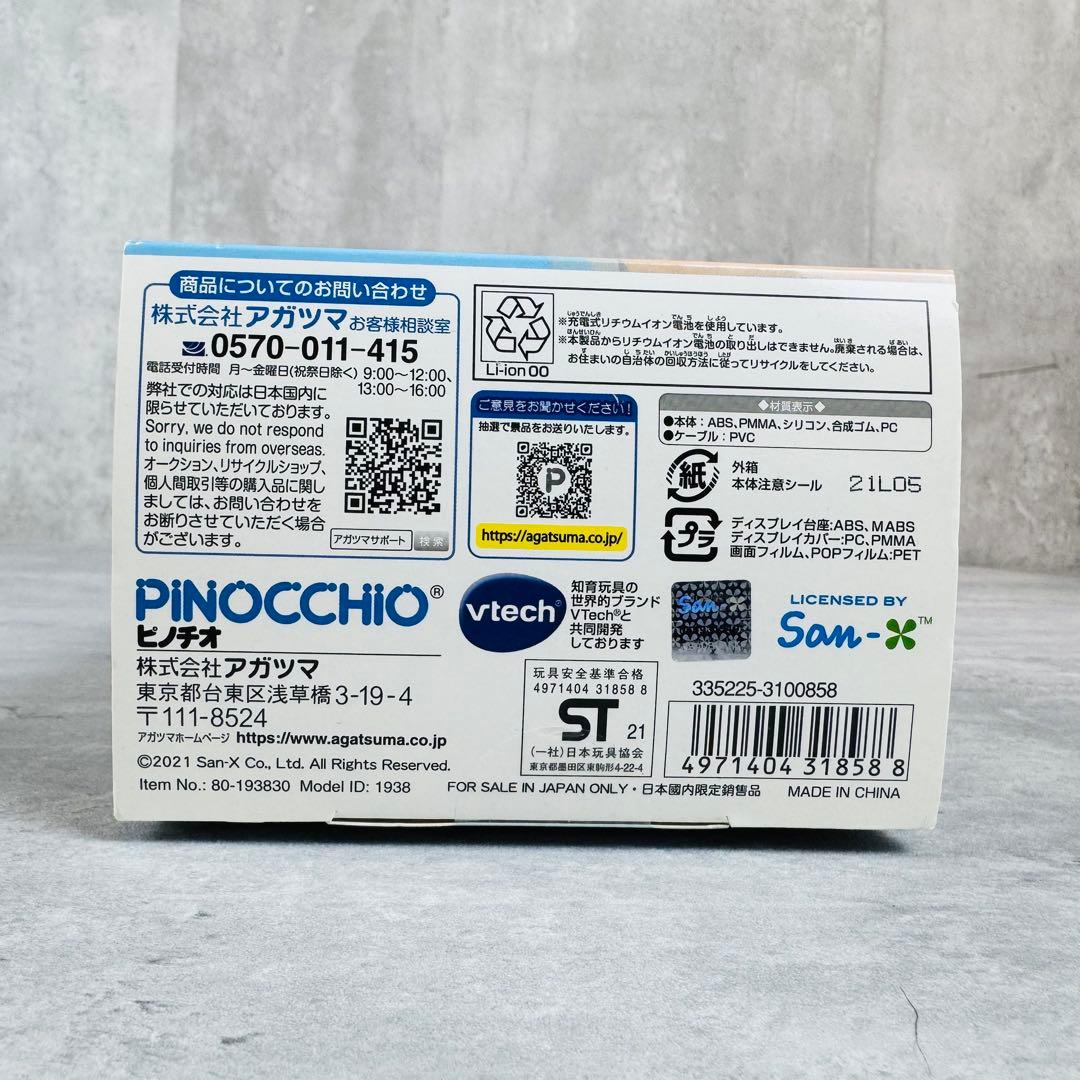 商品についてのお問い合わせ
株式会社アガツマお客様相談室
0570-011-415
電話受付時間 月〜金曜日(祝祭日除く) 9:00〜12:00、
13:00〜16:00
弊社での対応は日本国内に
限らせていただいております。
Sorry, we do not respond
to inquiries from overseas.
オークション、リサイクルショップ、
個人間取引等の購入品に関し
ましては、お問い合わせを
お断りさせていただく場合
がございます。
アガツマサポート 検索
Li-ion 00
※充電式リチウムイオン電池を使用しています。
※本製品からリチウムイオン電池の取り出しはできません。廃棄される場合は、
お住まいの自治体の回収方法に従ってリサイクルをしてください。
ご意見をお聞かせください!
抽選で景品をお送りいたします。
P
https://agatsuma.co.jp/
◆材質表示◆
●本体：ABS、PMMA、シリコン、合成ゴム、PC
●ケーブル：PVC
紙
外箱
本体注意シール
21L05
プラ
ディスプレイ台座:ABS、MABS
ディスプレイカバー:PC、PMMA
画面フィルム、POPフィルム:PET
PiNOCCHiO®
ピノチオ
株式会社アガツマ
東京都台東区浅草橋3-19-4
〒111-8524
アガツマホームページ https://www.agatsuma.co.jp
©2021 San-X Co., Ltd. All Rights Reserved.
Item No.: 80-193830 Model ID: 1938
vtech®
知育玩具の
世界的ブランド
VTech®と
共同開発
しております
San-X
LICENSED BY
San-X™
玩具安全基準合格
4971404 31858 8
ST 21
(一社)日本玩具協会
東京都墨田区東駒形4-22-4
335225-3100858
4971404 318588
FOR SALE IN JAPAN ONLY・日本國内限定銷售品
MADE IN CHINA